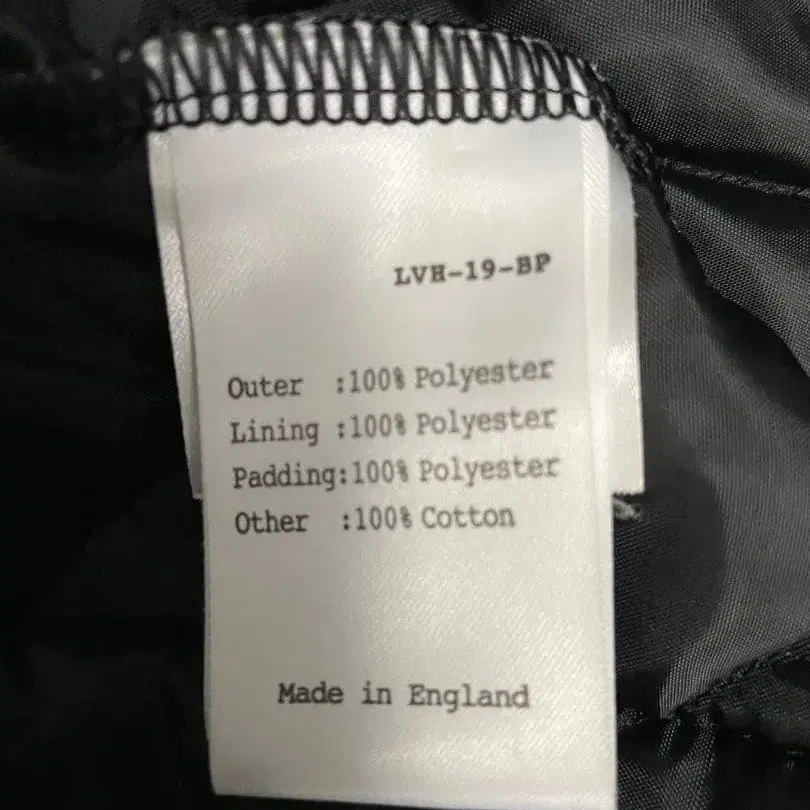 LVH-19-BP
Outer :100% Polyester
Lining :100% Polyester
Padding:100% Polyester
Other :100% Cotton
Made in England